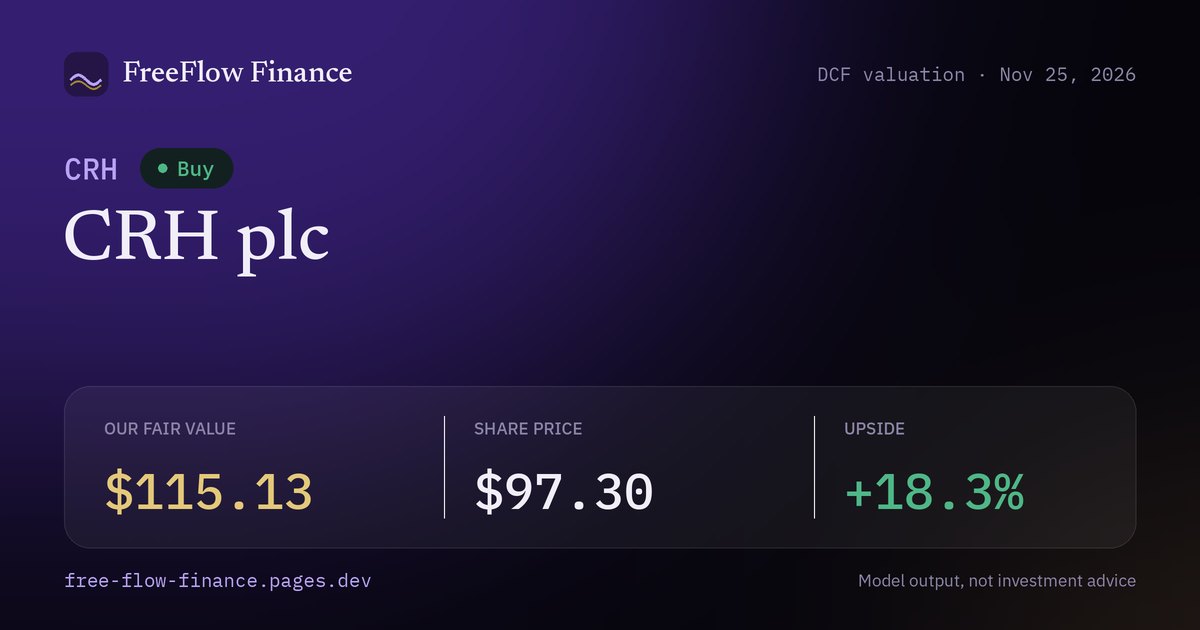 FreeFlow Finance
DCF valuation · Nov 25, 2026
CRH
Buy
CRH plc
OUR FAIR VALUE
$115.13
SHARE PRICE
$97.30
UPSIDE
+18.3%
free-flow-finance.pages.dev
Model output, not investment advice